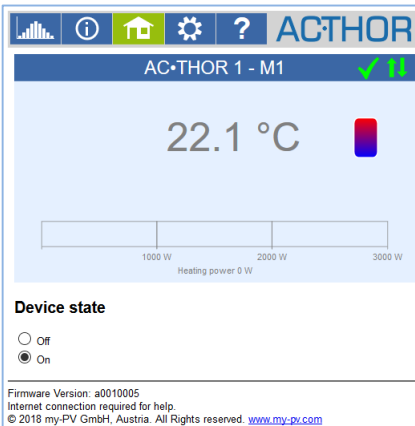 ? AC•THOR
AC•THOR 1 - M1
22.1 °C
1000 W 2000 W 3000 W
Heating power 0 W
Device state
Off
On
Firmware Version: a0010005
Internet connection required for help.
© 2018 my-PV GmbH, Austria. All Rights reserved. www.my-pv.com